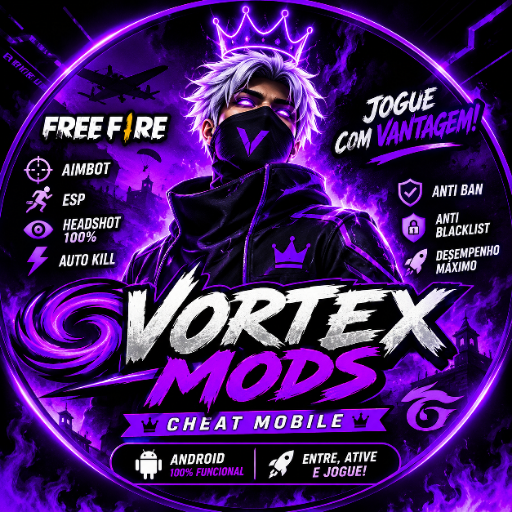 FREE FIRE
JOGUE
COM VANTAGEM!
AIMBOT
ESP
HEADSHOT
100%
AUTO KILL
ANTI BAN
ANTI
BLACKLIST
DESEMPENHO
MÁXIMO
V
VORTEX
MODS
CHEAT MOBILE
ANDROID
100% FUNCIONAL
ENTRE, ATIVE
E JOGUE!